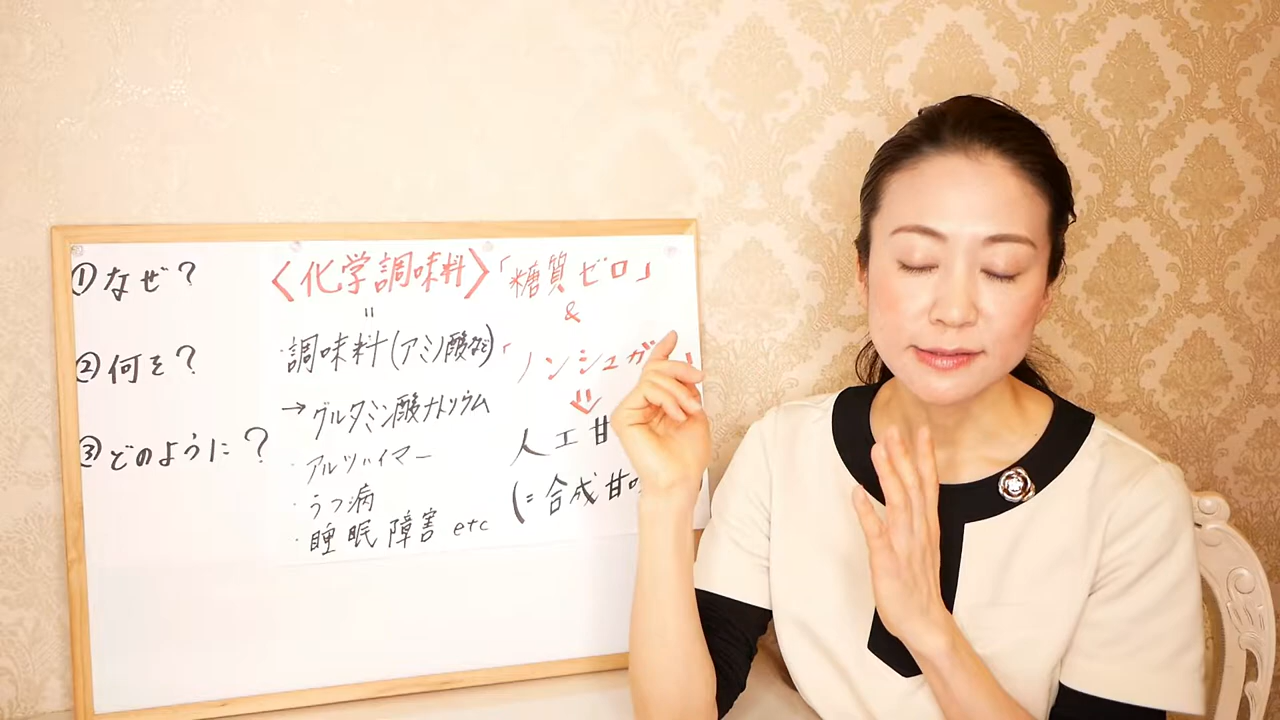 ①なぜ?
②何を?
③どのように?
〈化学調味料〉
=
・調味料(アミノ酸など)
→グルタミン酸ナトリウム
・アルツハイマー
・うつ病
・睡眠障害 etc
「糖質ゼロ」
&
「ノンシュガ
⇓
人工甘
(=合成甘味